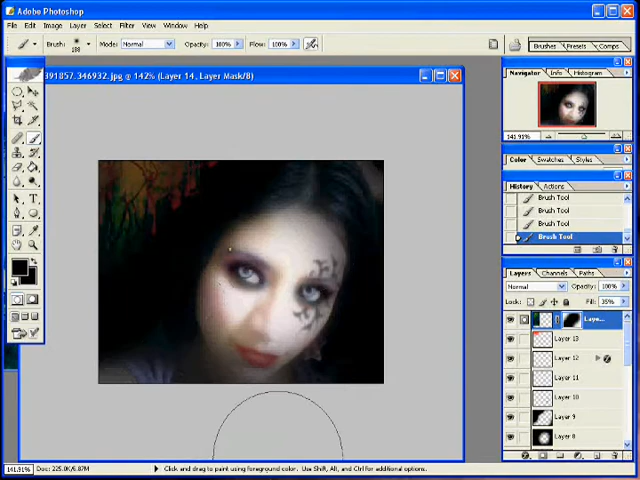 Adobe Photoshop
File Edit Image Layer Select Filter View Window Help
Brush: 188 Mode: Normal Opacity: 100% Flow: 100% Brushes Presets Comps
391857.346932.jpg @ 142% (Layer 14, Layer Mask/8)
Navigator Info Histogram
141.91%
Color Swatches Styles
History Actions
Brush Tool
Brush Tool
Brush Tool
Brush Tool
Layers Channels Paths
Normal Opacity: 100%
Lock: Fill: 35%
Laye...
Layer 13
Layer 12
Layer 11
Layer 10
Layer 9
Layer 8
141.91% Doc: 225.0K/6.87M Click and drag to paint using foreground color. Use Shift, Alt, and Ctrl for additional options.